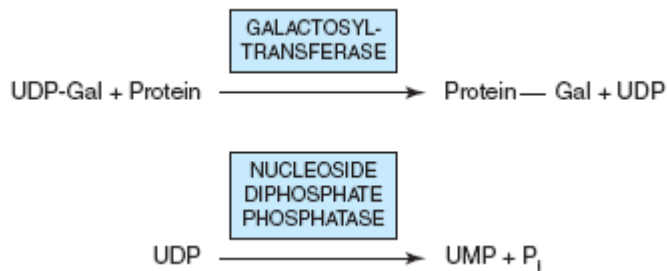 GALACTOSYL-
TRANSFERASE
UDP-Gal + Protein Protein— Gal + UDP
NUCLEOSIDE
DIPHOSPHATE
PHOSPHATASE
UDP UMP + Pi